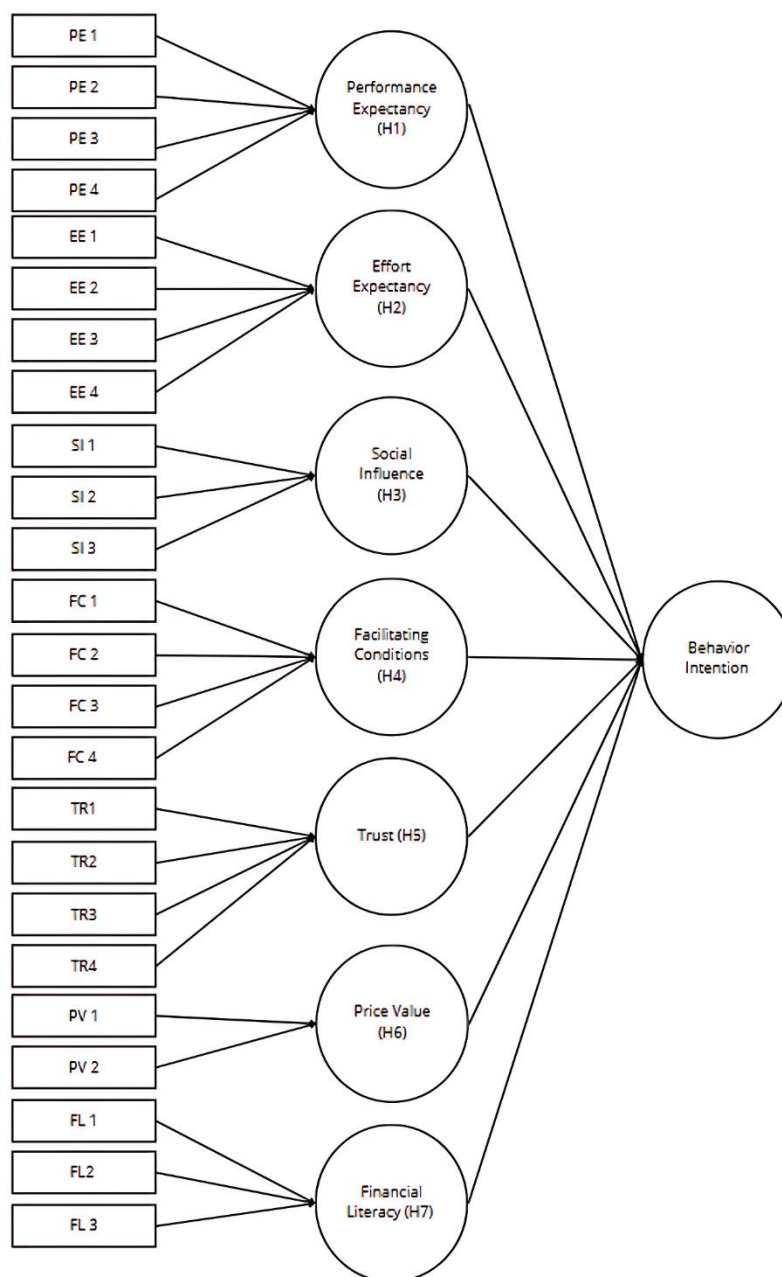 PE 1
PE 2
PE 3
PE 4
EE 1
EE 2
EE 3
EE 4
SI 1
SI 2
SI 3
FC 1
FC 2
FC 3
FC 4
TR1
TR2
TR3
TR4
PV 1
PV 2
FL 1
FL2
FL 3
Performance
Expectancy
(H1)
Effort
Expectancy
(H2)
Social
Influence
(H3)
Facilitating
Conditions
(H4)
Trust (H5)
Price Value
(H6)
Financial
Literacy (H7)
Behavior
Intention